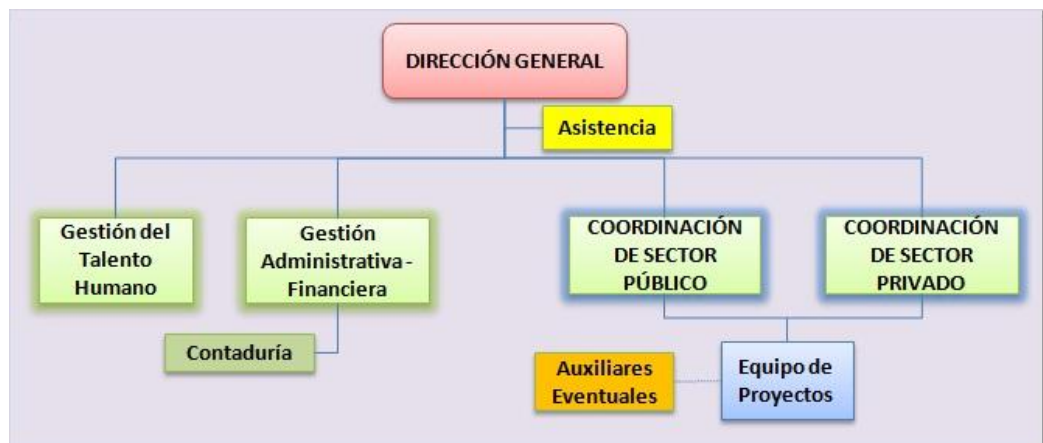 DIRECCIÓN GENERAL
Asistencia
Gestión del
Talento
Humano
Gestión
Administrativa -
Financiera
COORDINACIÓN
DE SECTOR
PÚBLICO
COORDINACIÓN
DE SECTOR
PRIVADO
Contaduría
Auxiliares
Eventuales
Equipo de
Proyectos